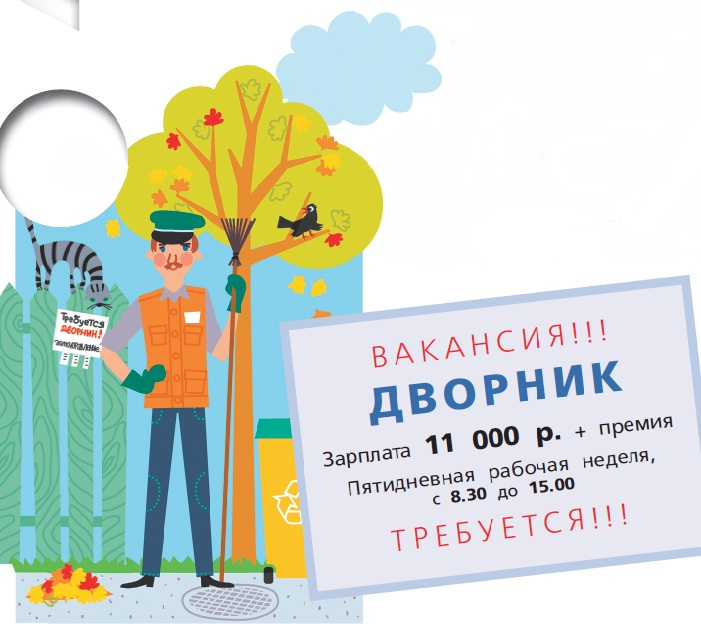 Требуется
ДВОРНИК!
ВАКАНСИЯ!!!
ДВОРНИК
Зарплата 11 000 р. + премия
Пятидневная рабочая неделя,
с 8.30 до 15.00
ТРЕБУЕТСЯ!!!